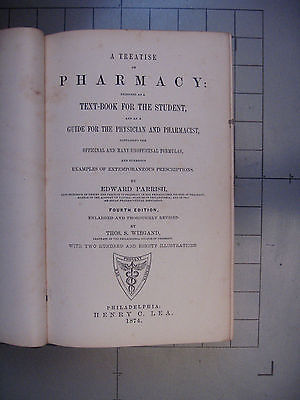 A TREATISE
ON
PHARMACY:
DESIGNED AS A
TEXT-BOOK FOR THE STUDENT,
AND AS A
GUIDE FOR THE PHYSICIAN AND PHARMACIST,
CONTAINING THE
OFFICINAL AND MANY UNOFFICINAL FORMULAS,
AND NUMEROUS
EXAMPLES OF EXTEMPORANEOUS PRESCRIPTIONS.
BY
EDWARD PARRISH,
FOURTH EDITION,
ENLARGED AND THOROUGHLY REVISED
BY
THOS. S. WIEGAND,
WITH TWO HUNDRED AND EIGHTY ILLUSTRATIONS
PHILADELPHIA:
HENRY C. LEA.
1874.